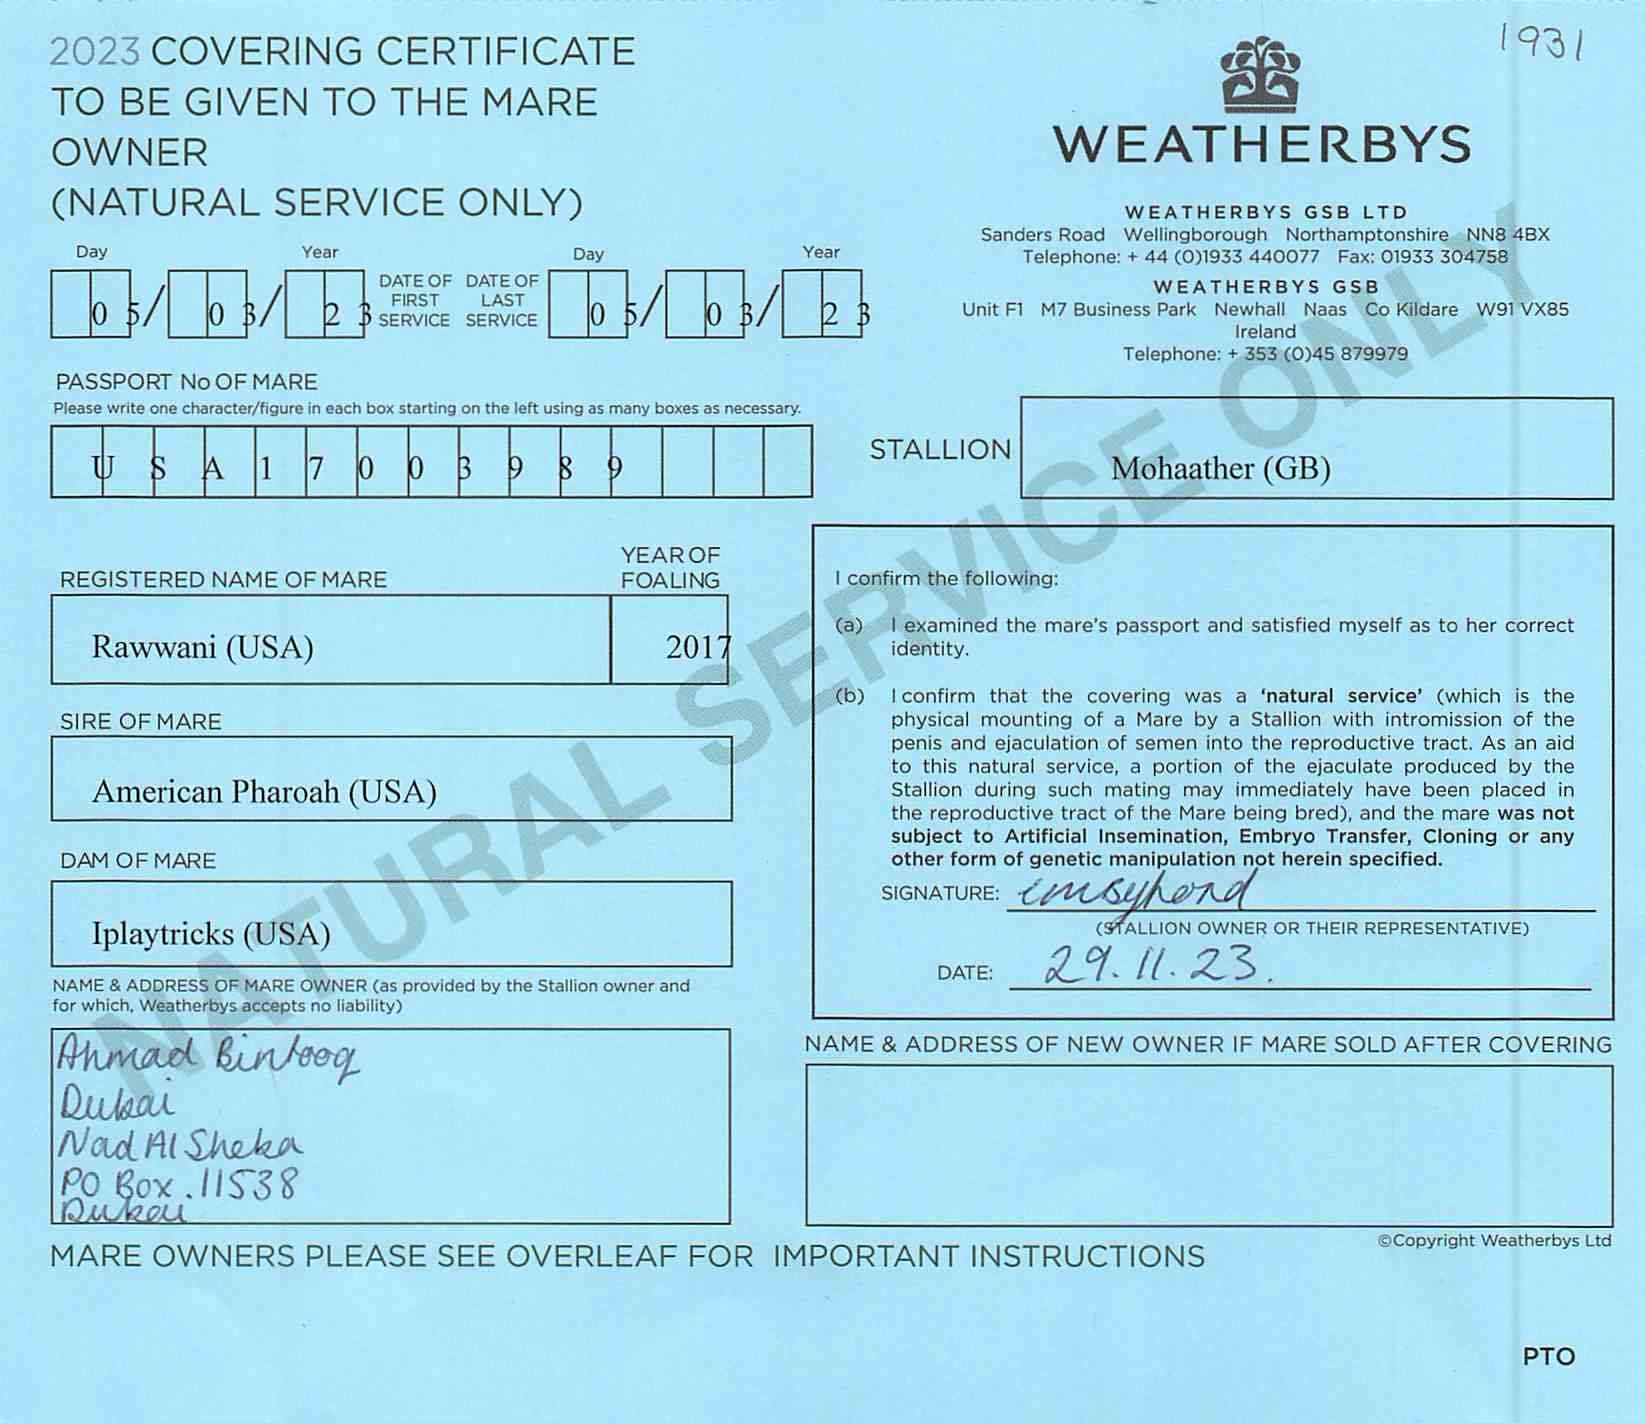 2023 COVERING CERTIFICATE
TO BE GIVEN TO THE MARE
OWNER
(NATURAL SERVICE ONLY)
1931
WEATHERBYS
WEATHERBYS GSB LTD
Sanders Road Wellingborough Northamptonshire NN8 4BX
Telephone: + 44 (0)1933 440077 Fax: 01933 304758
WEATHERBYS GSB
Unit F1 M7 Business Park Newhall Naas Co Kildare W91 VX85
Ireland
Telephone: + 353 (0)45 879979
Day Year Day Year
05/03/23 DATE OF FIRST SERVICE DATE OF LAST SERVICE 05/03/23
PASSPORT No OF MARE
Please write one character/figure in each box starting on the left using as many boxes as necessary.
U S A 1 7 0 0 3 9 8 9
STALLION Mohaather (GB)
REGISTERED NAME OF MARE YEAR OF FOALING
Rawwani (USA) 2017
SIRE OF MARE
American Pharoah (USA)
DAM OF MARE
Iplaytricks (USA)
NAME & ADDRESS OF MARE OWNER (as provided by the Stallion owner and
for which, Weatherbys accepts no liability)
Ahmad Bintooq
Dubai
Nad Al Sheba
PO Box . 11538
Dubai
I confirm the following:
(a) I examined the mare's passport and satisfied myself as to her correct
identity.
(b) I confirm that the covering was a 'natural service' (which is the
physical mounting of a Mare by a Stallion with intromission of the
penis and ejaculation of semen into the reproductive tract. As an aid
to this natural service, a portion of the ejaculate produced by the
Stallion during such mating may immediately have been placed in
the reproductive tract of the Mare being bred), and the mare was not
subject to Artificial Insemination, Embryo Transfer, Cloning or any
other form of genetic manipulation not herein specified.
SIGNATURE:
(STALLION OWNER OR THEIR REPRESENTATIVE)
DATE: 29.11.23.
NAME & ADDRESS OF NEW OWNER IF MARE SOLD AFTER COVERING
©Copyright Weatherbys Ltd
MARE OWNERS PLEASE SEE OVERLEAF FOR IMPORTANT INSTRUCTIONS
PTO
NATURAL SERVICE ONLY